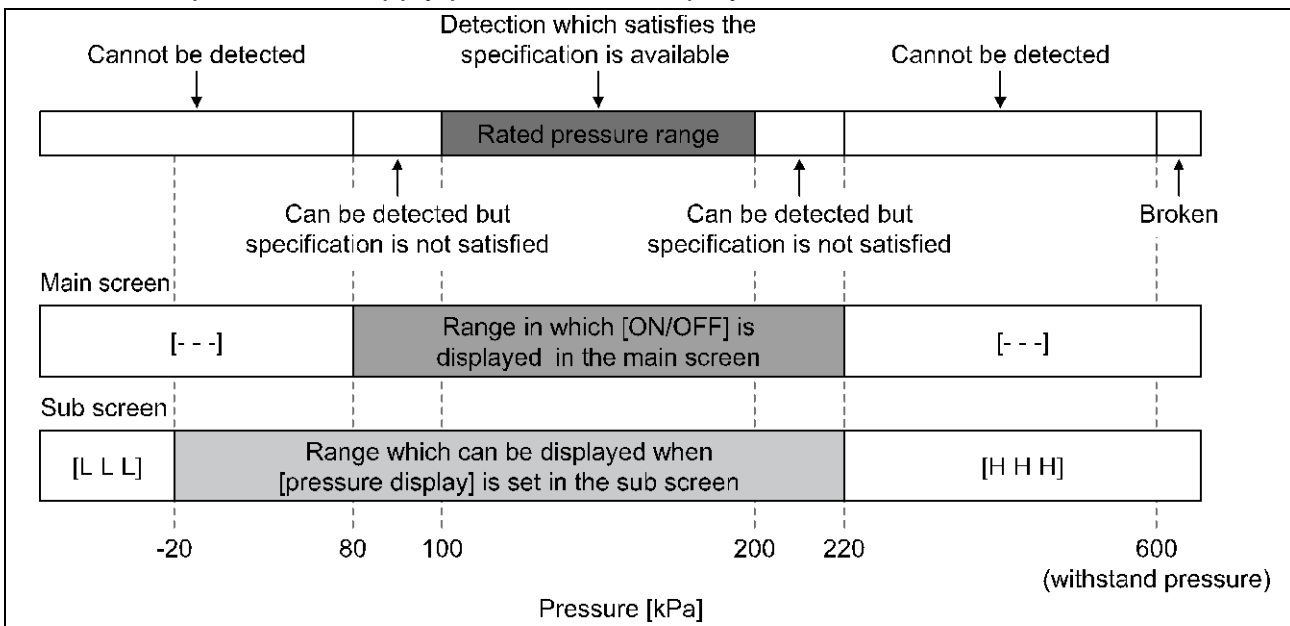 Detection which satisfies the
specification is available
Cannot be detected
Cannot be detected
Rated pressure range
Can be detected but
specification is not satisfied
Can be detected but
specification is not satisfied
Broken
Main screen
[- - -]
Range in which [ON/OFF] is
displayed in the main screen
[- - -]
Sub screen
[L L L]
Range which can be displayed when
[pressure display] is set in the sub screen
[H H H]
-20 80 100 200 220 600
(withstand pressure)
Pressure [kPa]